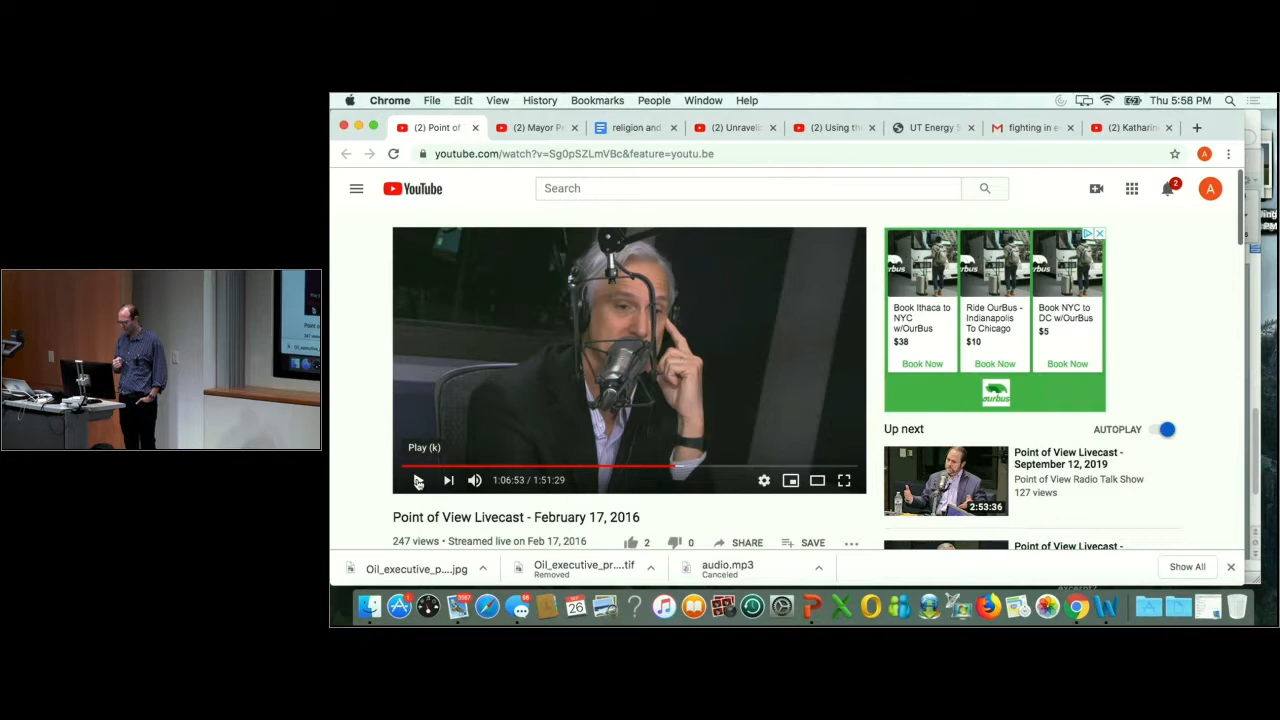 Chrome File Edit View History Bookmarks People Window Help Thu 5:58 PM
(2) Point of (2) Mayor P religion and (2) Unraveli (2) Using th UT Energy S fighting in e (2) Katharin
youtube.com/watch?v=Sg0pSZLmVBc&feature=youtu.be A
YouTube Search 2 A
Book Ithaca to NYC w/OurBus $38 Book Now
Ride OurBus - Indianapolis To Chicago $10 Book Now
Book NYC to DC w/OurBus $5 Book Now
ourbus
Play (k)
1:06:53 / 1:51:29
Point of View Livecast - February 17, 2016
247 views • Streamed live on Feb 17, 2016 2 0 SHARE SAVE
Up next AUTOPLAY
Point of View Livecast -
September 12, 2019
Point of View Radio Talk Show
127 views
2:53:36
Point of View Livecast -
Oil_executive_p....jpg
Oil_executive_pr....tif
Removed
audio.mp3
Canceled
Show All